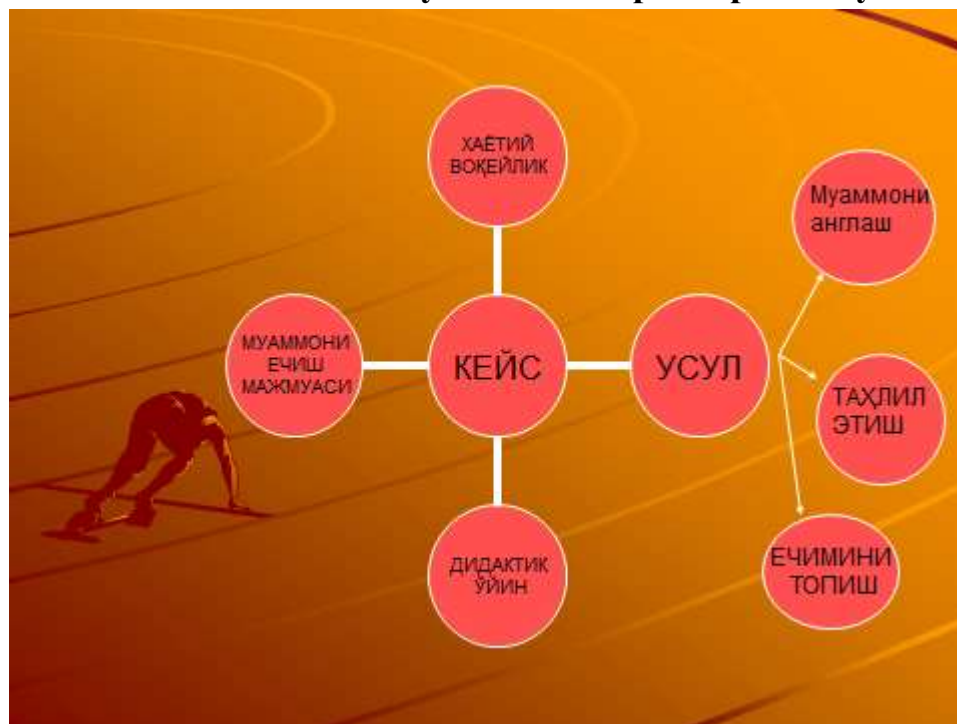 ХАЁТИЙ
ВОҚЕЙЛИК
Муаммони
англаш
МУАММОНИ
ЕЧИШ
МАЖМУАСИ
КЕЙС
УСУЛ
ТАҲЛИЛ
ЭТИШ
ДИДАКТИК
ЎЙИН
ЕЧИМИНИ
ТОПИШ